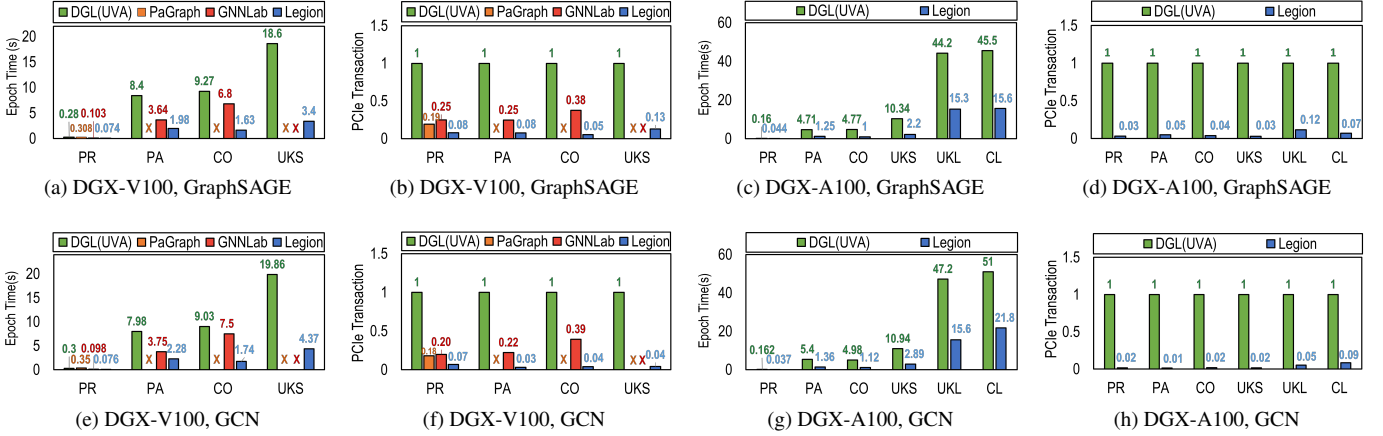 DGL(UVA) PaGraph GNNLab Legion
Epoch Time (s)
20
15
10
5
0
0.28 0.103
0.308 0.074
8.4
X
3.64
1.98
9.27
X
6.8
1.63
18.6
X X
3.4
PR PA CO UKS
(a) DGX-V100, GraphSAGE
DGL(UVA) PaGraph GNNLab Legion
PCIe Transaction
1.5
1
0.5
0
1
0.19
0.25
0.08
1
X
0.25
0.08
1
X
0.38
0.05
1
X X
0.13
PR PA CO UKS
(b) DGX-V100, GraphSAGE
DGL(UVA) Legion
Epoch Time(s)
60
40
20
0
0.16
0.044
4.71
1.25
4.77
1
10.34
2.2
44.2
15.3
45.5
15.6
PR PA CO UKS UKL CL
(c) DGX-A100, GraphSAGE
DGL(UVA) Legion
PCIe Transaction
1.5
1
0.5
0
1 1 1 1 1 1
0.03 0.05 0.04 0.03 0.12 0.07
PR PA CO UKS UKL CL
(d) DGX-A100, GraphSAGE
DGL(UVA) PaGraph GNNLab Legion
Epoch Time(s)
20
15
10
5
0
0.3 0.098
0.35 0.076
7.98
X
3.75
2.28
9.03
X
7.5
1.74
19.86
X X
4.37
PR PA CO UKS
(e) DGX-V100, GCN
DGL(UVA) PaGraph GNNLab Legion
PCIe Transaction
1.5
1
0.5
0
1
0.18
0.20
0.07
1
X
0.22
0.03
1
X
0.39
0.04
1
X X
0.04
PR PA CO UKS
(f) DGX-V100, GCN
DGL(UVA) Legion
Epoch Time(s)
60
40
20
0
0.162
0.037
5.4
1.36
4.98
1.12
10.94
2.89
47.2
15.6
51
21.8
PR PA CO UKS UKL CL
(g) DGX-A100, GCN
DGL(UVA) Legion
PCIe Transaction
1.5
1
0.5
0
1 1 1 1 1 1
0.02 0.01 0.02 0.02 0.05 0.09
PR PA CO UKS UKL CL
(h) DGX-A100, GCN